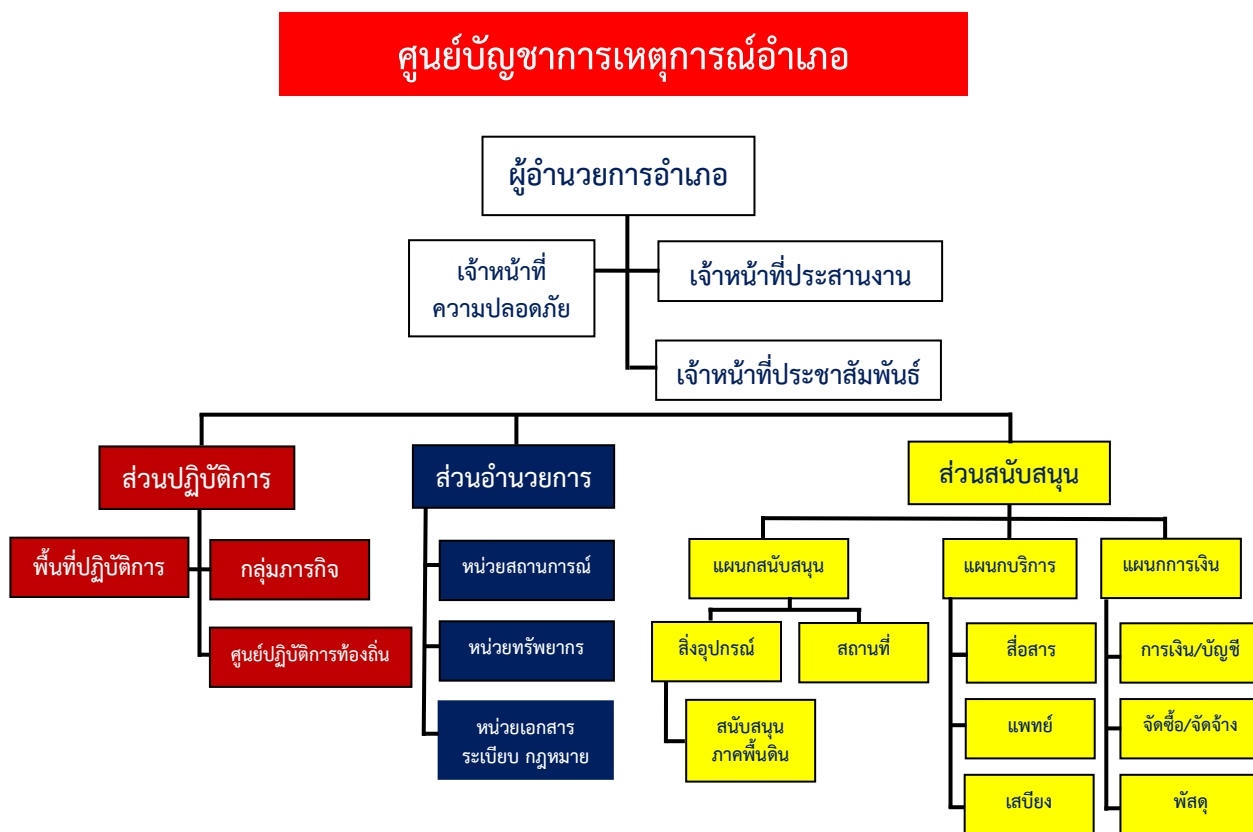 ศูนย์บัญชาการเหตุการณ์อำเภอ
ผู้อำนวยการอำเภอ
เจ้าหน้าที่
ความปลอดภัย
เจ้าหน้าที่ประสานงาน
เจ้าหน้าที่ประชาสัมพันธ์
ส่วนปฏิบัติการ
ส่วนอำนวยการ
ส่วนสนับสนุน
พื้นที่ปฏิบัติการ
กลุ่มภารกิจ
ศูนย์ปฏิบัติการท้องถิ่น
หน่วยสถานการณ์
หน่วยทรัพยากร
หน่วยเอกสาร
ระเบียบ กฎหมาย
แผนกสนับสนุน
แผนกบริการ
แผนกการเงิน
สิ่งอุปกรณ์
สถานที่
สนับสนุน
ภาคพื้นดิน
สื่อสาร
แพทย์
เสบียง
การเงิน/บัญชี
จัดซื้อ/จัดจ้าง
พัสดุ